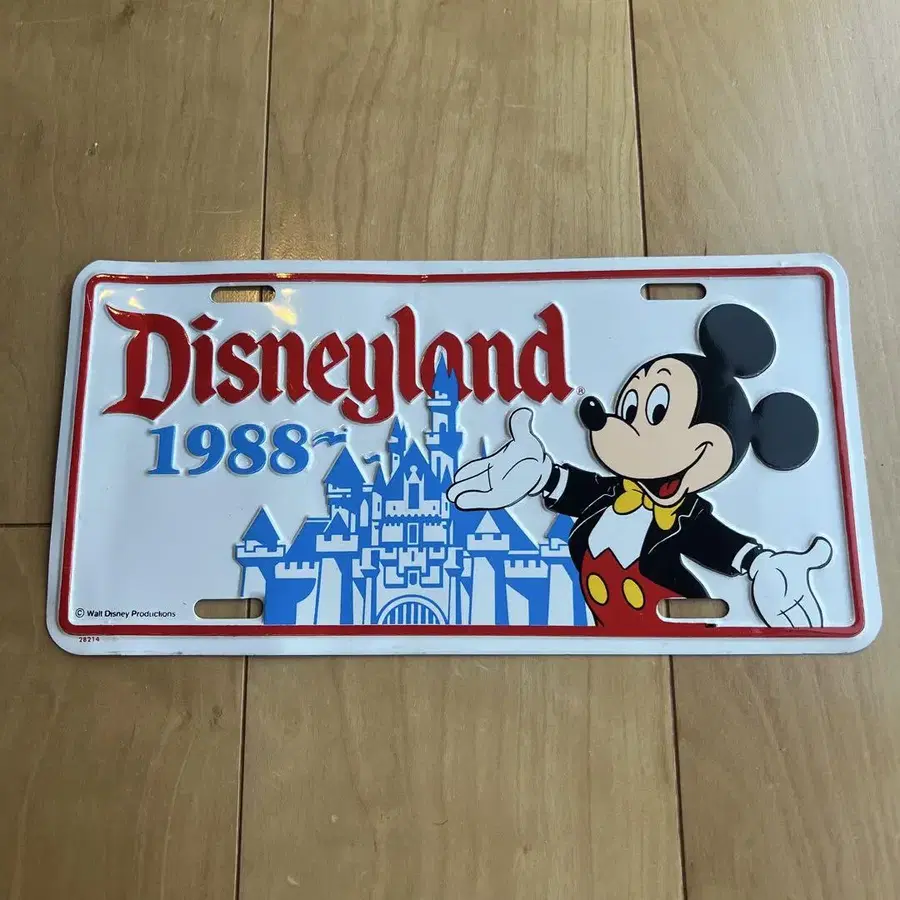 Disneyland®
1988
© Walt Disney Productions
28214